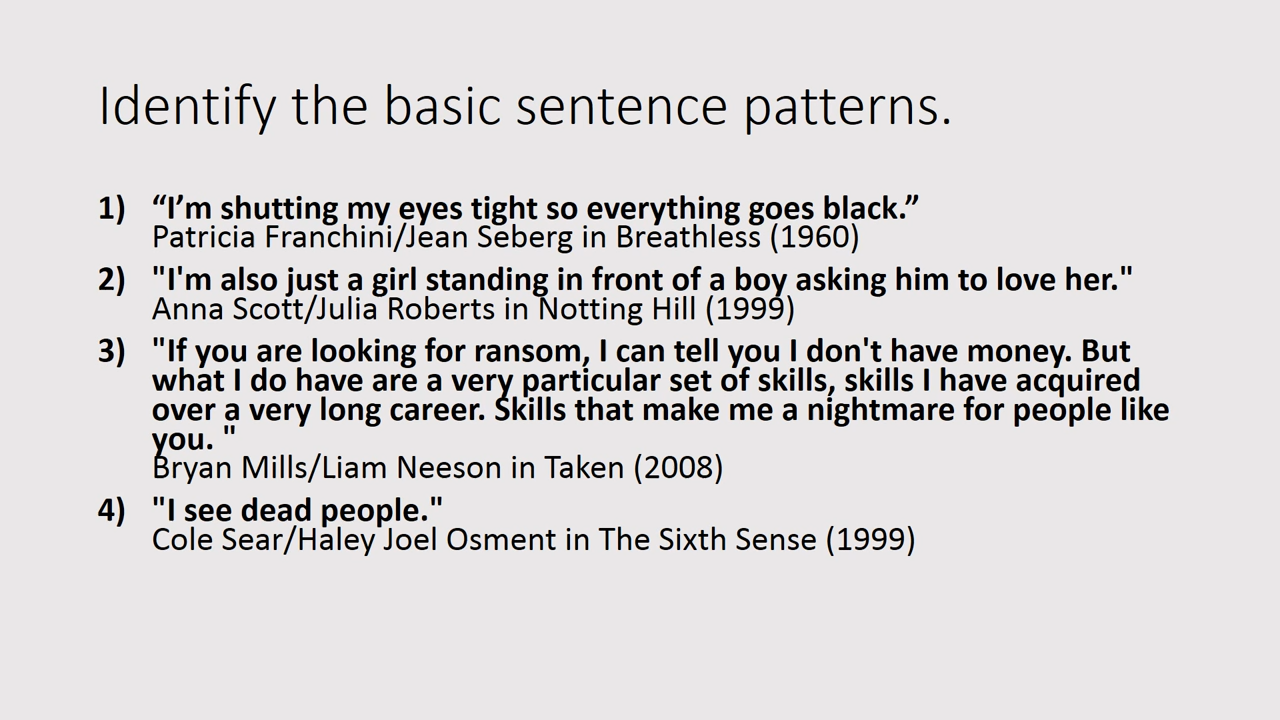 Identify the basic sentence patterns.
1) “I’m shutting my eyes tight so everything goes black.”
Patricia Franchini/Jean Seberg in Breathless (1960)
2) "I'm also just a girl standing in front of a boy asking him to love her."
Anna Scott/Julia Roberts in Notting Hill (1999)
3) "If you are looking for ransom, I can tell you I don't have money. But
what I do have are a very particular set of skills, skills I have acquired
over a very long career. Skills that make me a nightmare for people like
you. "
Bryan Mills/Liam Neeson in Taken (2008)
4) "I see dead people."
Cole Sear/Haley Joel Osment in The Sixth Sense (1999)